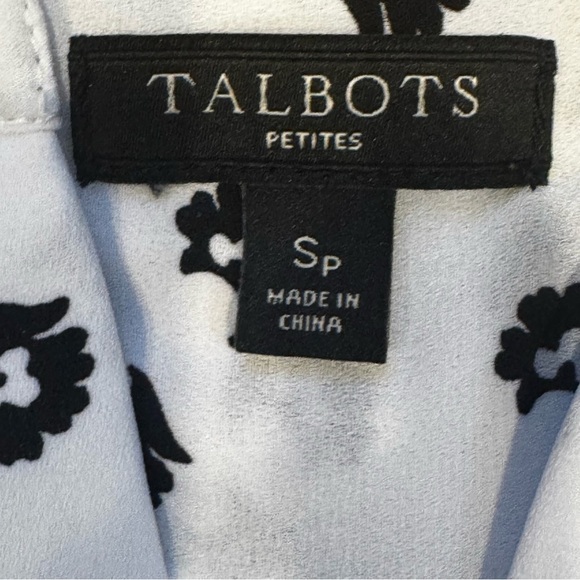 TALBOTS
PETITES
SP
MADE IN
CHINA